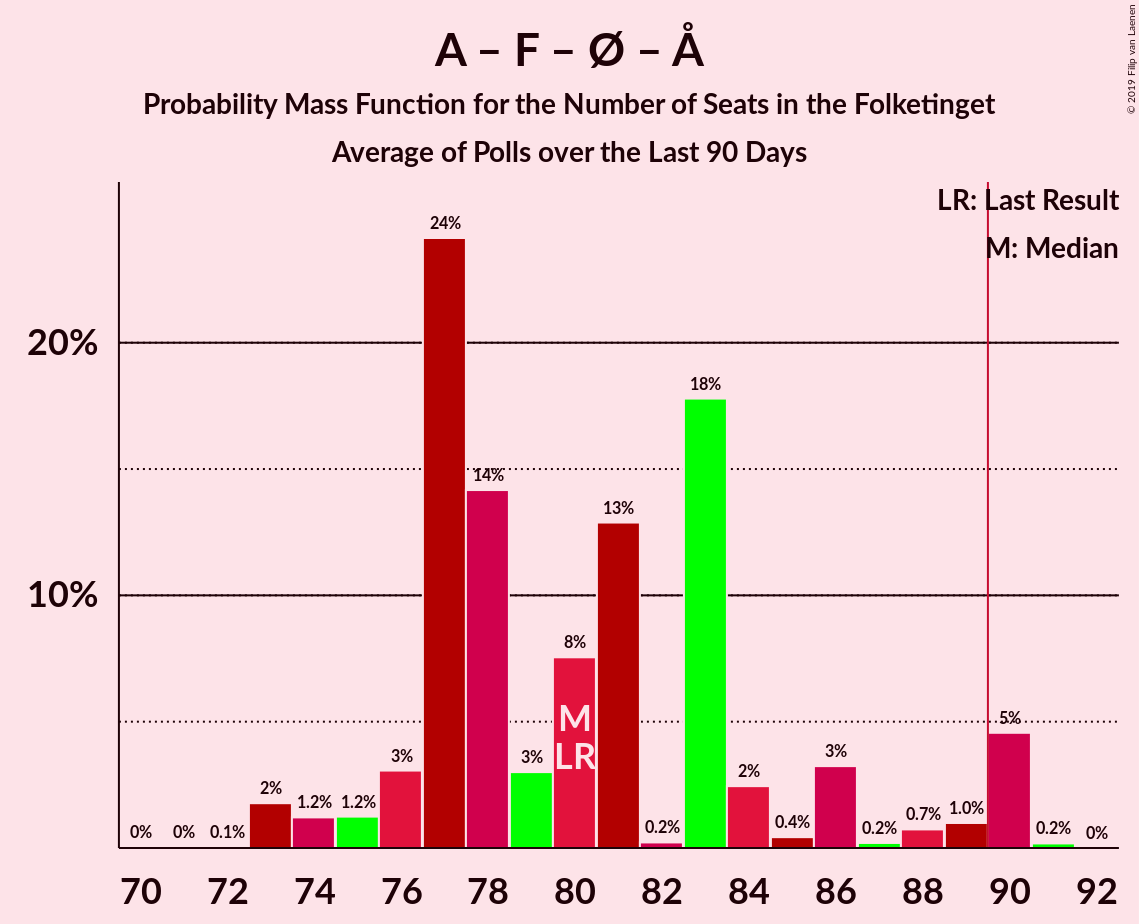 A – F – Ø – Å
Probability Mass Function for the Number of Seats in the Folketinget
Average of Polls over the Last 90 Days
© 2019 Filip van Laenen
LR: Last Result
M: Median
20%
10%
0%
0%
0.1%
2%
1.2%
1.2%
3%
24%
14%
3%
8%
13%
0.2%
18%
2%
0.4%
3%
0.2%
0.7%
1.0%
5%
0.2%
0%
M
LR
70 72 74 76 78 80 82 84 86 88 90 92